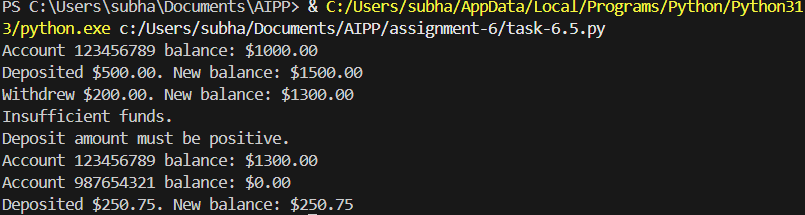 PS C:\Users\subha\Documents\AIPP> & C:/Users/subha/AppData/Local/Programs/Python/Python31
3/python.exe c:/Users/subha/Documents/AIPP/assignment-6/task-6.5.py
Account 123456789 balance: $1000.00
Deposited $500.00. New balance: $1500.00
Withdrew $200.00. New balance: $1300.00
Insufficient funds.
Deposit amount must be positive.
Account 123456789 balance: $1300.00
Account 987654321 balance: $0.00
Deposited $250.75. New balance: $250.75